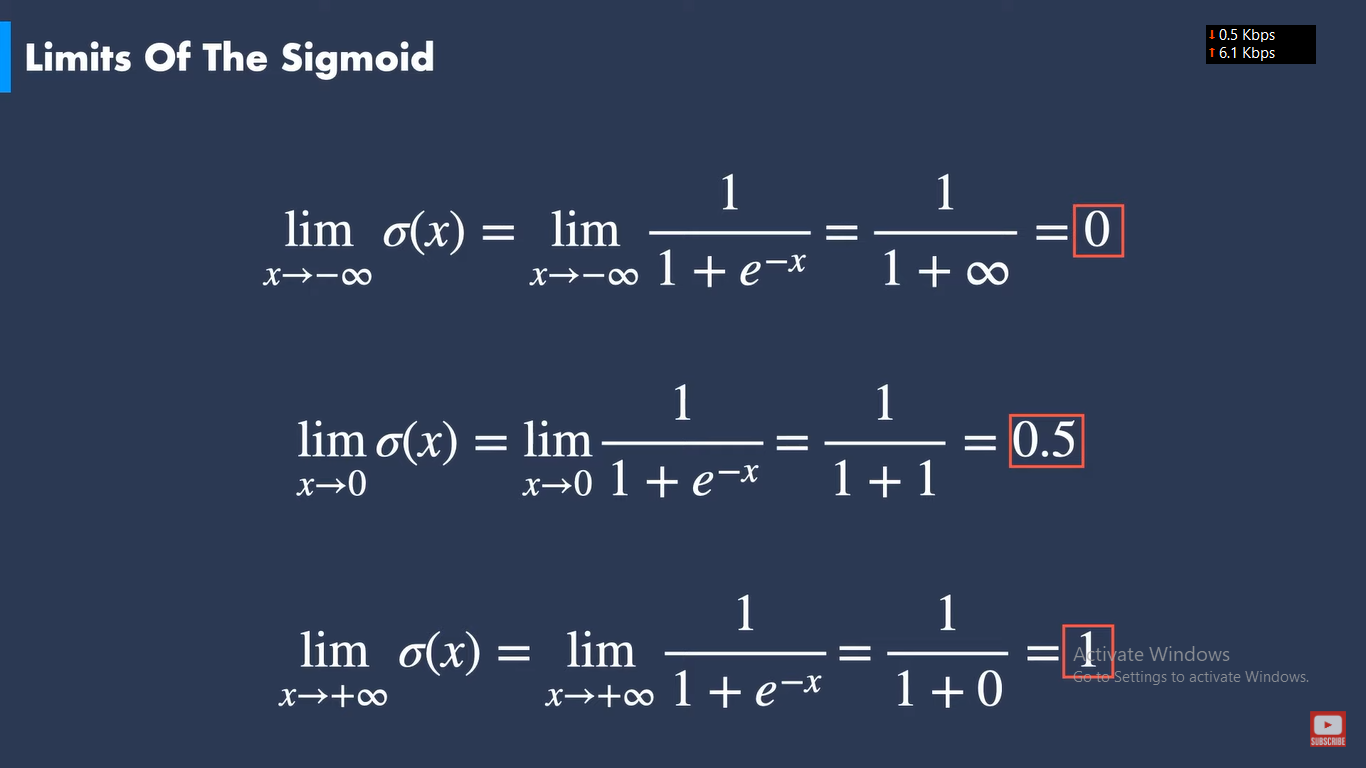 Limits Of The Sigmoid
↓ 0.5 Kbps
↑ 6.1 Kbps
lim x→−∞ σ(x) = lim x→−∞ 1/(1 + e^−x) = 1/(1 + ∞) = 0
lim x→0 σ(x) = lim x→0 1/(1 + e^−x) = 1/(1 + 1) = 0.5
lim x→+∞ σ(x) = lim x→+∞ 1/(1 + e^−x) = 1/(1 + 0) = 1
Activate Windows
Go to Settings to activate Windows.
SUBSCRIBE